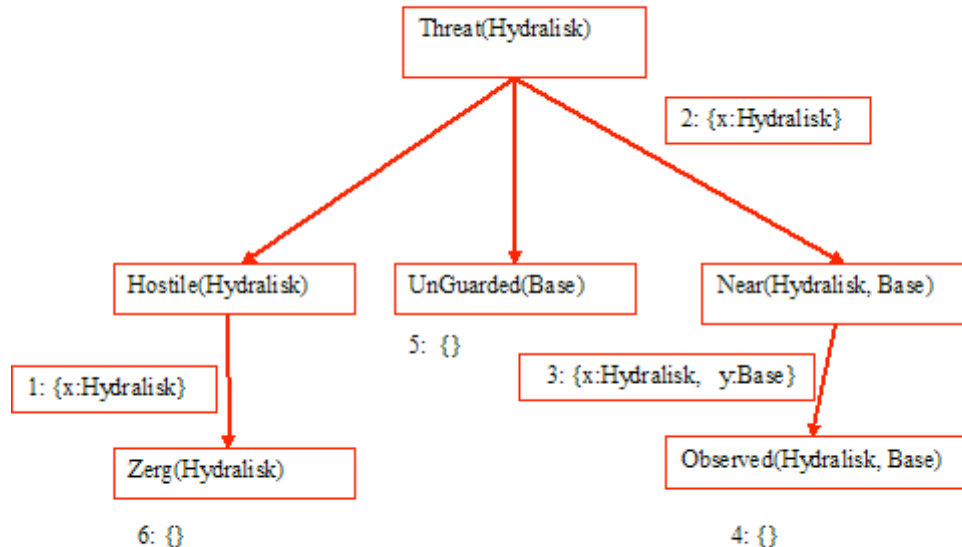 Threat(Hydralisk)
2: {x:Hydralisk}
Hostile(Hydralisk)
UnGuarded(Base)
Near(Hydralisk, Base)
5: {}
1: {x:Hydralisk}
3: {x:Hydralisk, y:Base}
Zerg(Hydralisk)
Observed(Hydralisk, Base)
6: {}
4: {}